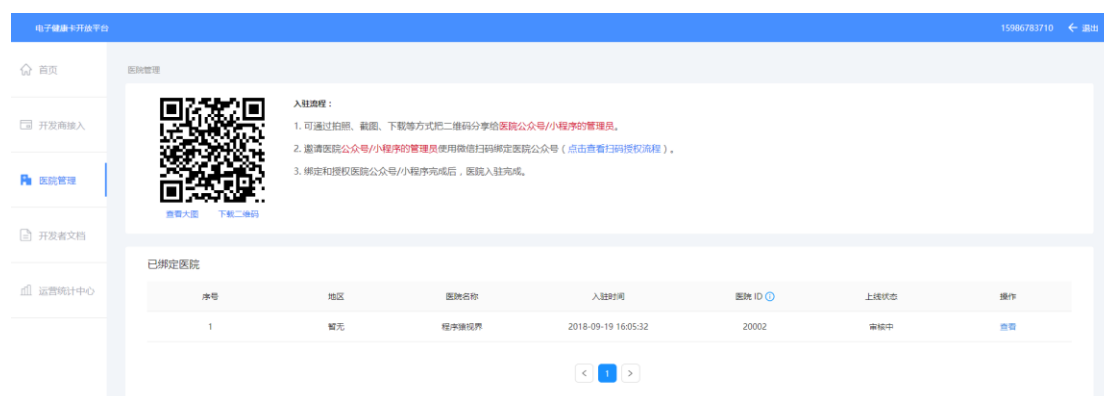 电子健康卡开放平台
15986783710 退出
首页
开发商接入
医院管理
开发者文档
运营统计中心
医院管理
入驻流程：
1. 可通过拍照、截图、下载等方式把二维码分享给医院公众号/小程序的管理员。
2. 邀请医院公众号/小程序的管理员使用微信扫码绑定医院公众号（点击查看扫码授权流程）。
3. 绑定和授权医院公众号/小程序完成后，医院入驻完成。
查看大图 下载二维码
已绑定医院
序号 地区 医院名称 入驻时间 医院 ID 上线状态 操作
1 暂无 程序猿视界 2018-09-19 16:05:32 20002 审核中 查看
< 1 >